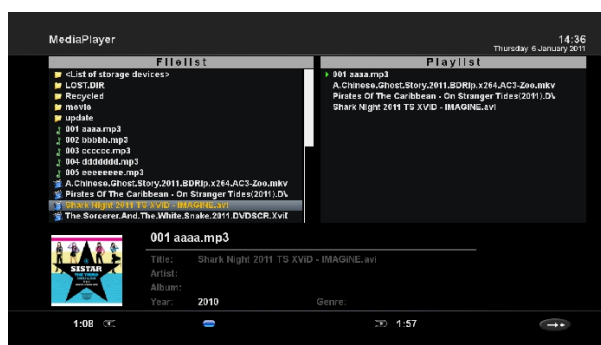 MediaPlayer
14:36
Thursday 6 January 2011
Filelist
<List of storage devices>
LOST.DIR
Recycled
movie
update
001 aaaa.mp3
002 bbbbb.mp3
003 cccccc.mp3
004 ddddddd.mp3
005 eeeeeeee.mp3
A.Chinese.Ghost.Story.2011.BDRip.x264.AC3-Zoo.mkv
Pirates Of The Caribbean - On Stranger Tides(2011).DV
Shark Night 2011 TS XViD - IMAGiNE.avi
The.Sorcerer.And.The.White.Snake.2011.DVDSCR.XviD
Playlist
001 aaaa.mp3
A.Chinese.Ghost.Story.2011.BDRip.x264.AC3-Zoo.mkv
Pirates Of The Caribbean - On Stranger Tides(2011).DV
Shark Night 2011 TS XViD - IMAGiNE.avi
SISTAR
001 aaaa.mp3
Title: Shark Night 2011 TS XViD - IMAGiNE.avi
Artist:
Album:
Year: 2010 Genre:
1:08
1:57